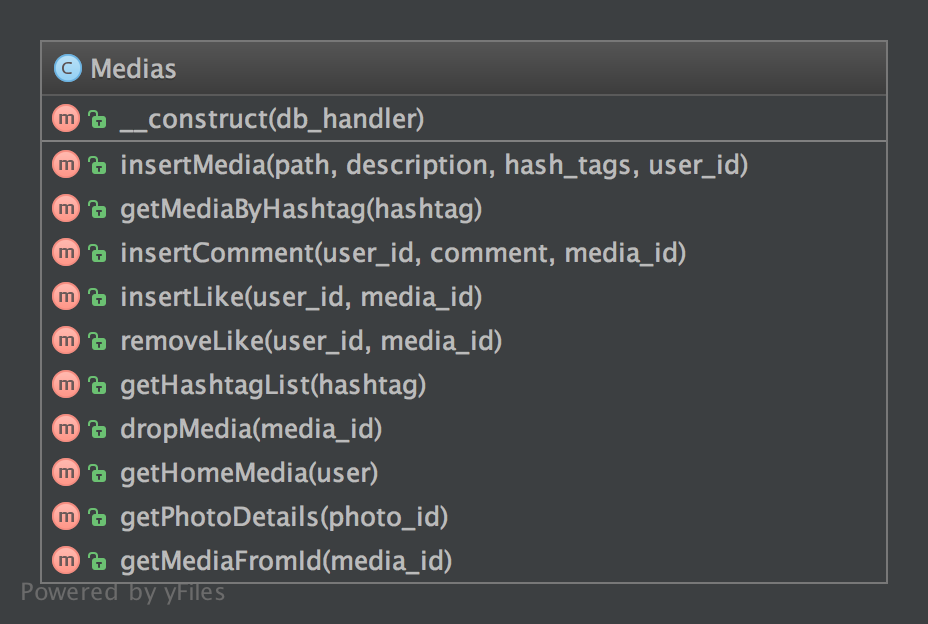 C Medias
m __construct(db_handler)
m insertMedia(path, description, hash_tags, user_id)
m getMediaByHashtag(hashtag)
m insertComment(user_id, comment, media_id)
m insertLike(user_id, media_id)
m removeLike(user_id, media_id)
m getHashtagList(hashtag)
m dropMedia(media_id)
m getHomeMedia(user)
m getPhotoDetails(photo_id)
m getMediaFromId(media_id)
Powered by yFiles